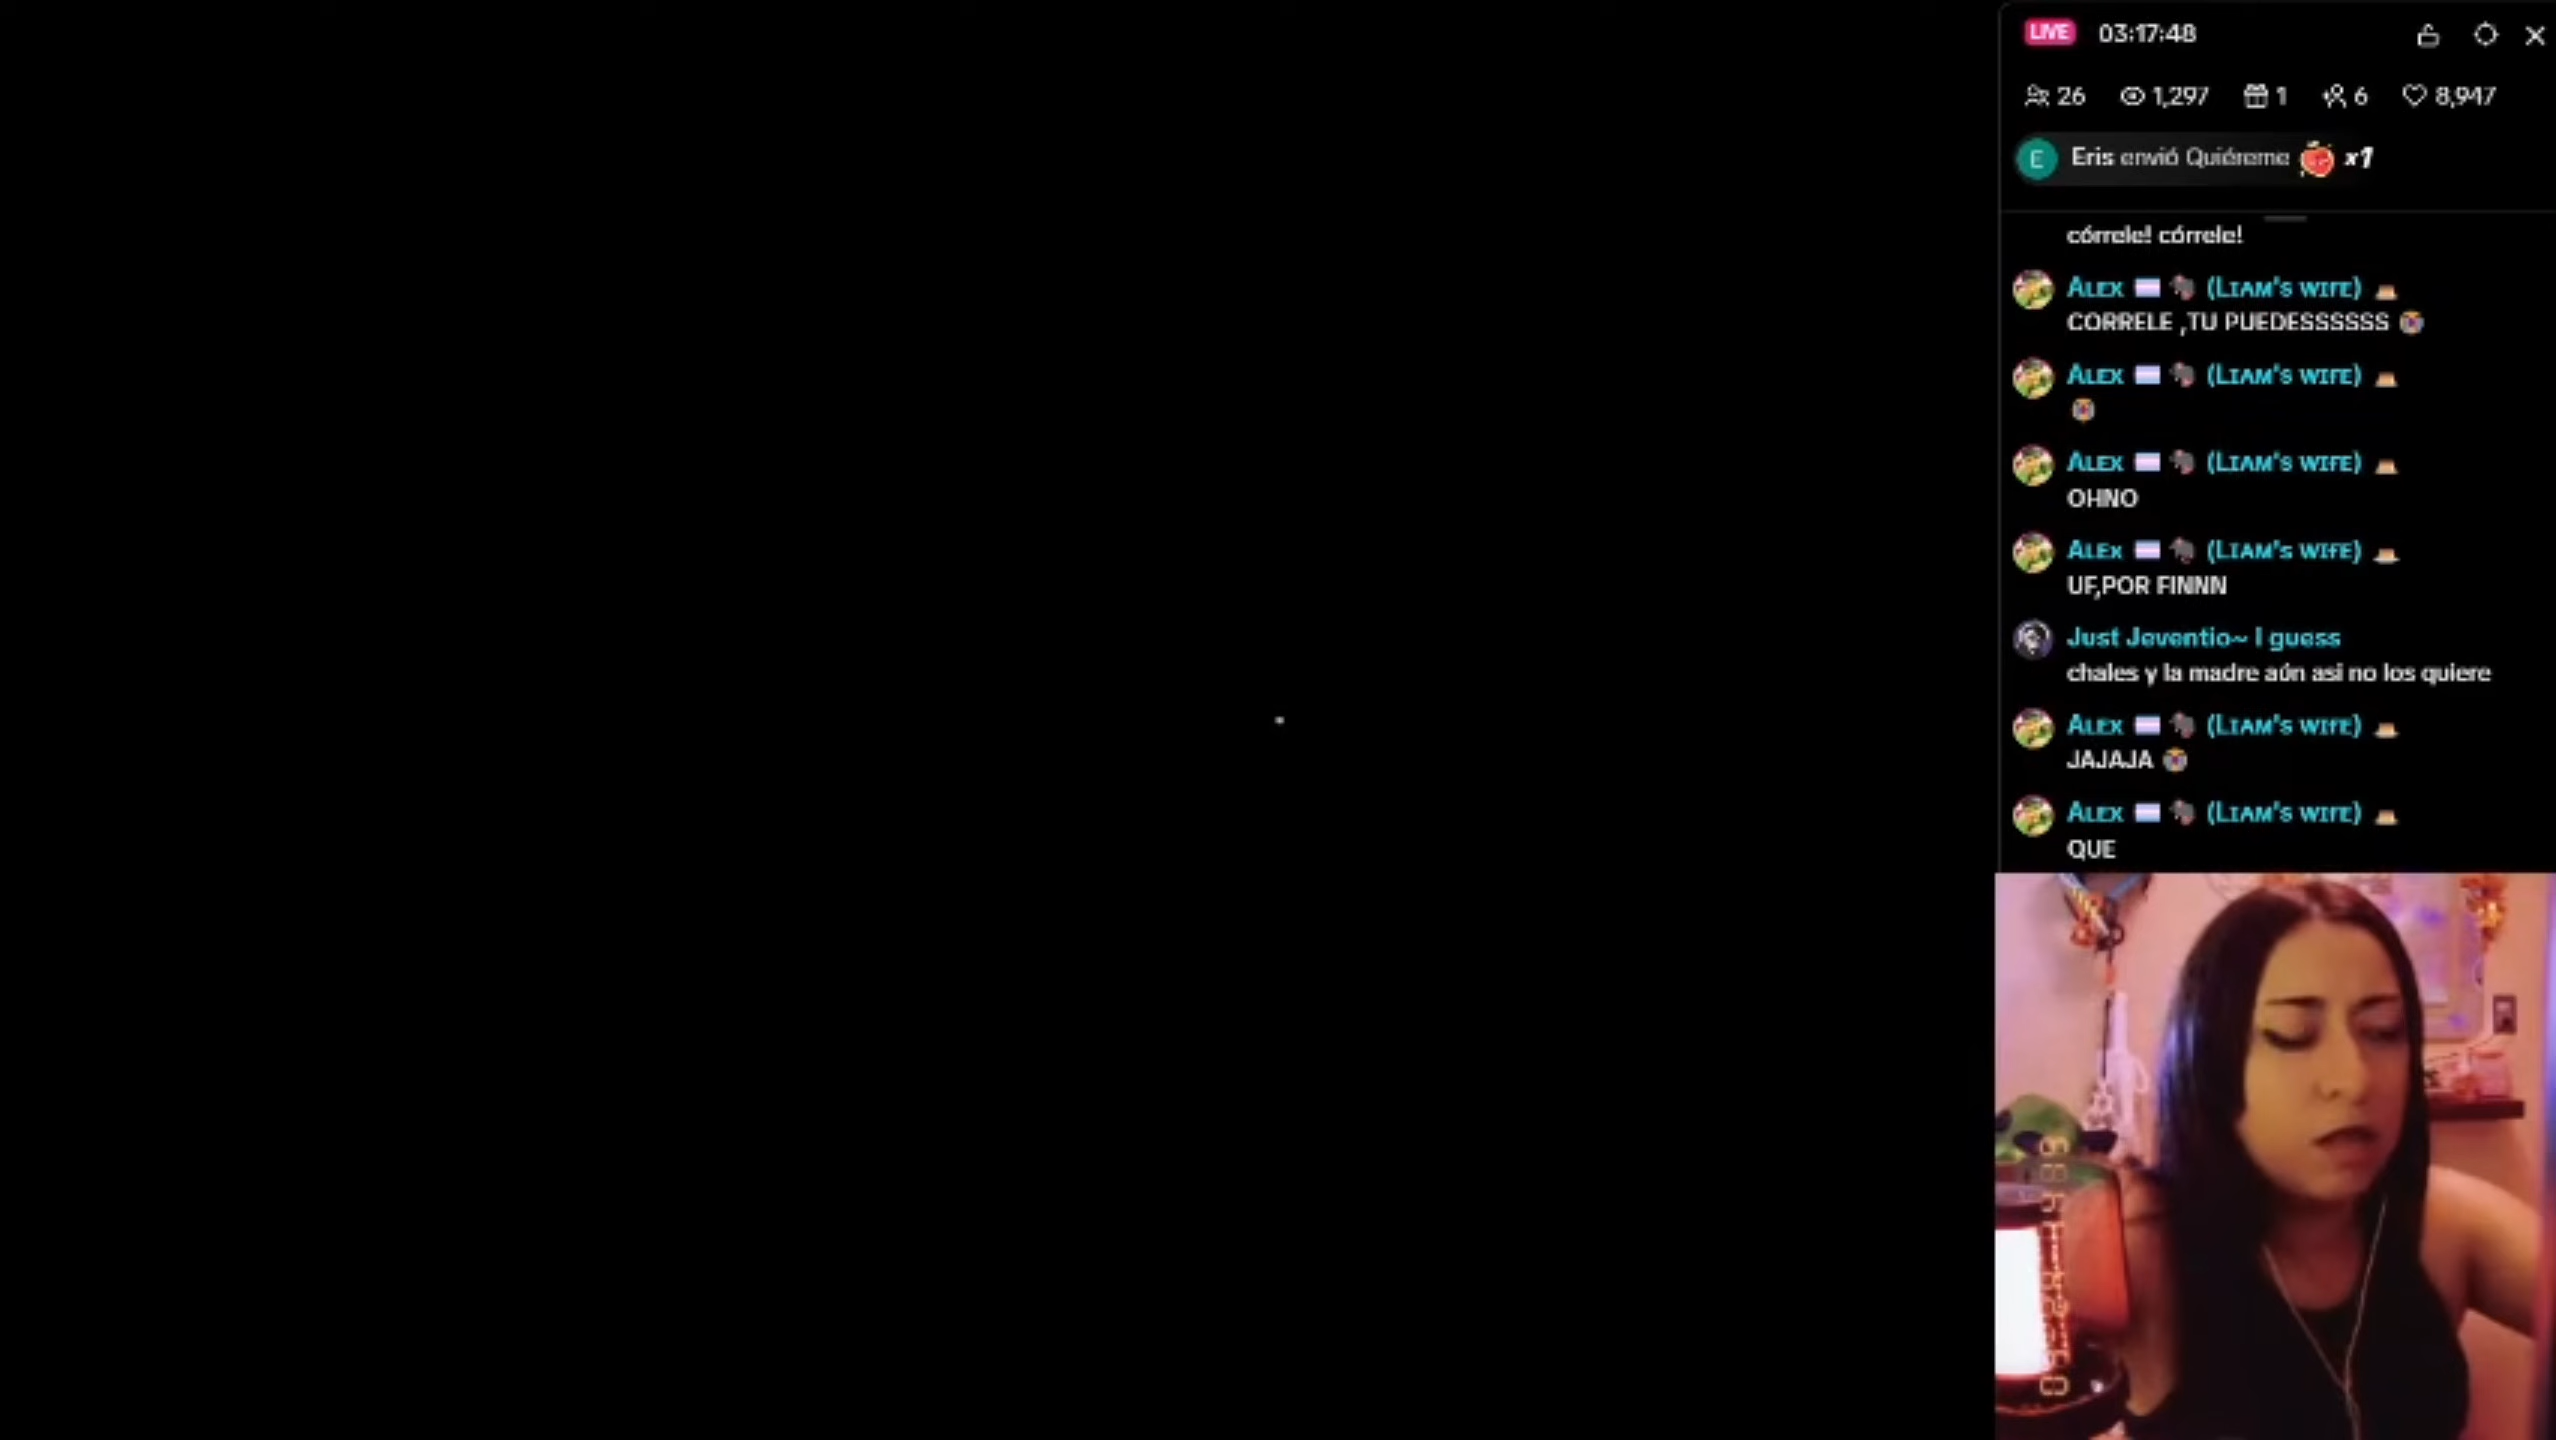 LIVE 03:17:48
26 1,297 1 6 8,947
E Eris envió Quiéreme x1
córrele! córrele!
Alex (Liam's wife)
CORRELE ,TU PUEDESSSSSS
Alex (Liam's wife)
Alex (Liam's wife)
OHNO
Alex (Liam's wife)
UF,POR FINNN
Just Jeventio~ I guess
chales y la madre aún asi no los quiere
Alex (Liam's wife)
JAJAJA
Alex (Liam's wife)
QUE